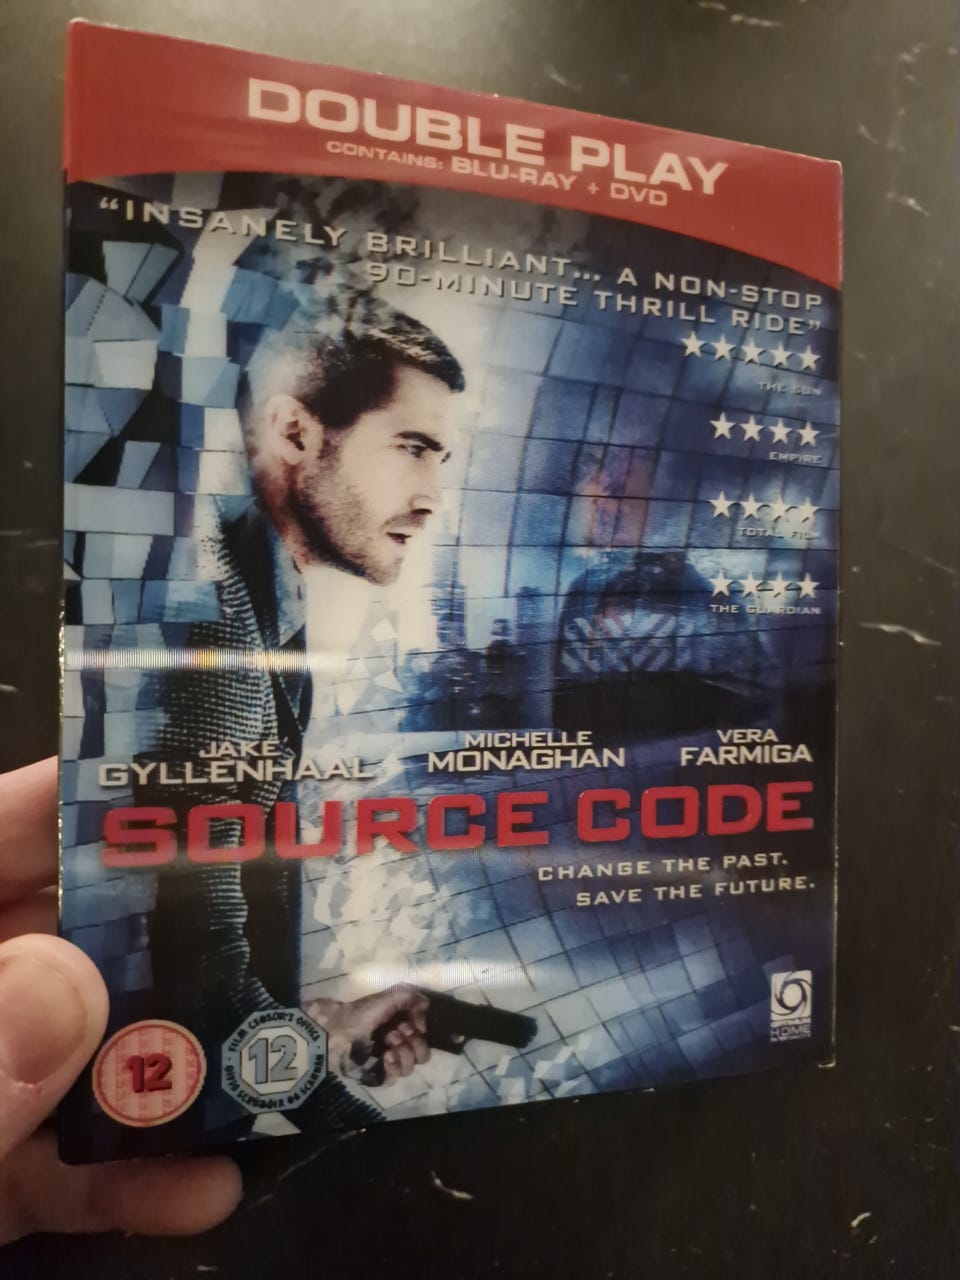 DOUBLE PLAY
CONTAINS: BLU-RAY + DVD
“INSANELY BRILLIANT... A NON-STOP
90-MINUTE THRILL RIDE”
THE SUN
EMPIRE
TOTAL FILM
THE GUARDIAN
JAKE
GYLLENHAAL
MICHELLE
MONAGHAN
VERA
FARMIGA
SOURCE CODE
CHANGE THE PAST.
SAVE THE FUTURE.
OPTIMUM
HOME
12
FILM CENSOR'S OFFICE
12